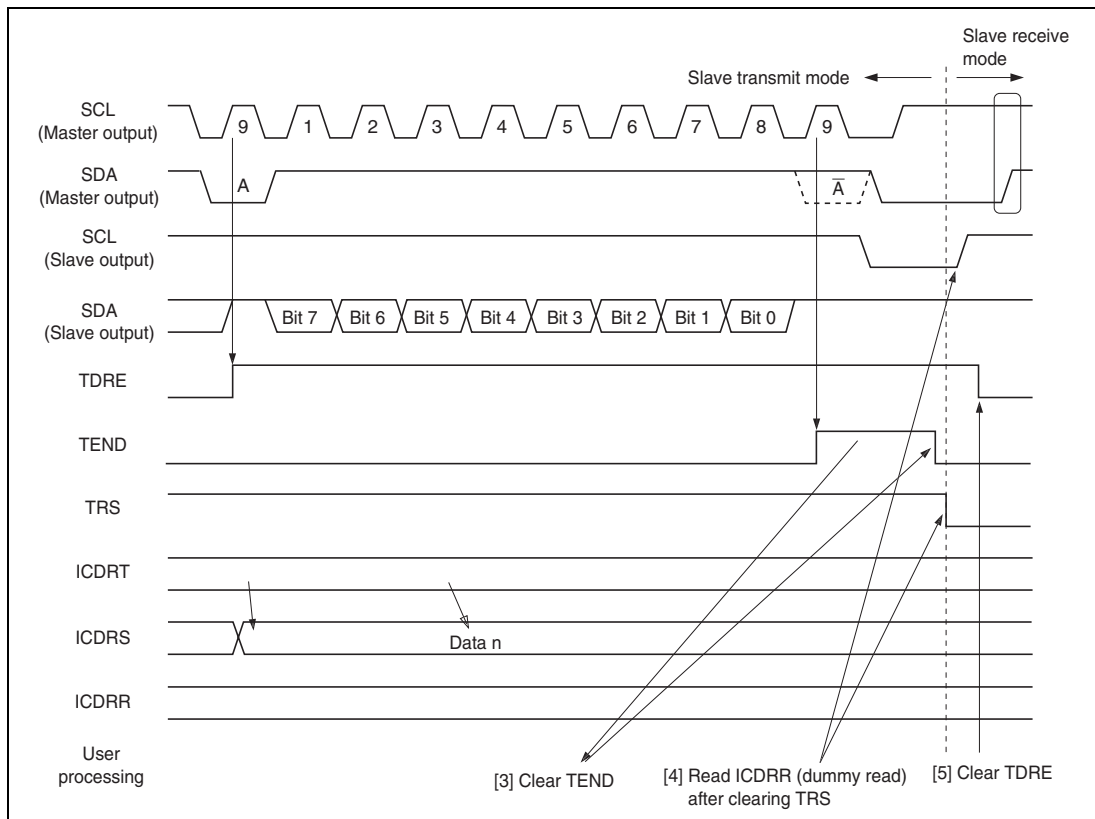 Slave receive
mode
Slave transmit mode
SCL
(Master output)
9 1 2 3 4 5 6 7 8 9
SDA
(Master output)
A A̅
SCL
(Slave output)
SDA
(Slave output)
Bit 7 Bit 6 Bit 5 Bit 4 Bit 3 Bit 2 Bit 1 Bit 0
TDRE
TEND
TRS
ICDRT
ICDRS
Data n
ICDRR
User
processing
[3] Clear TEND
[4] Read ICDRR (dummy read)
after clearing TRS
[5] Clear TDRE